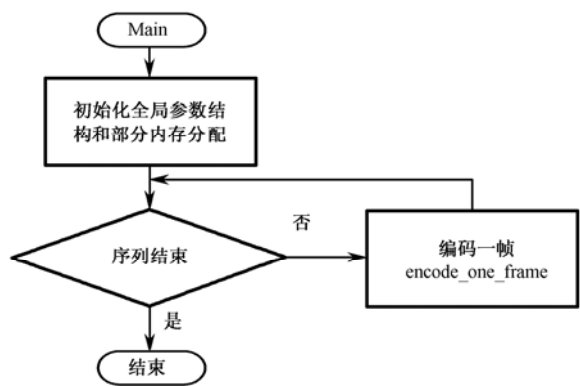 Main
初始化全局参数结
构和部分内存分配
否
序列结束
编码一帧
encode_one_frame
是
结束